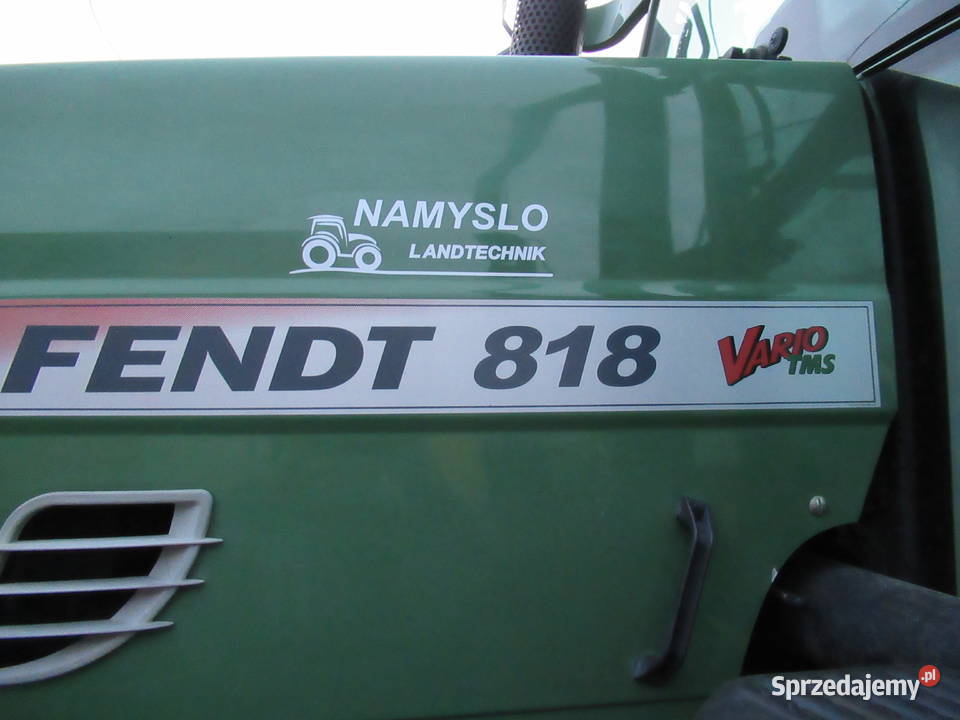 NAMYSLO
LANDTECHNIK
FENDT 818 VARIO TMS
Sprzedajemy.pl